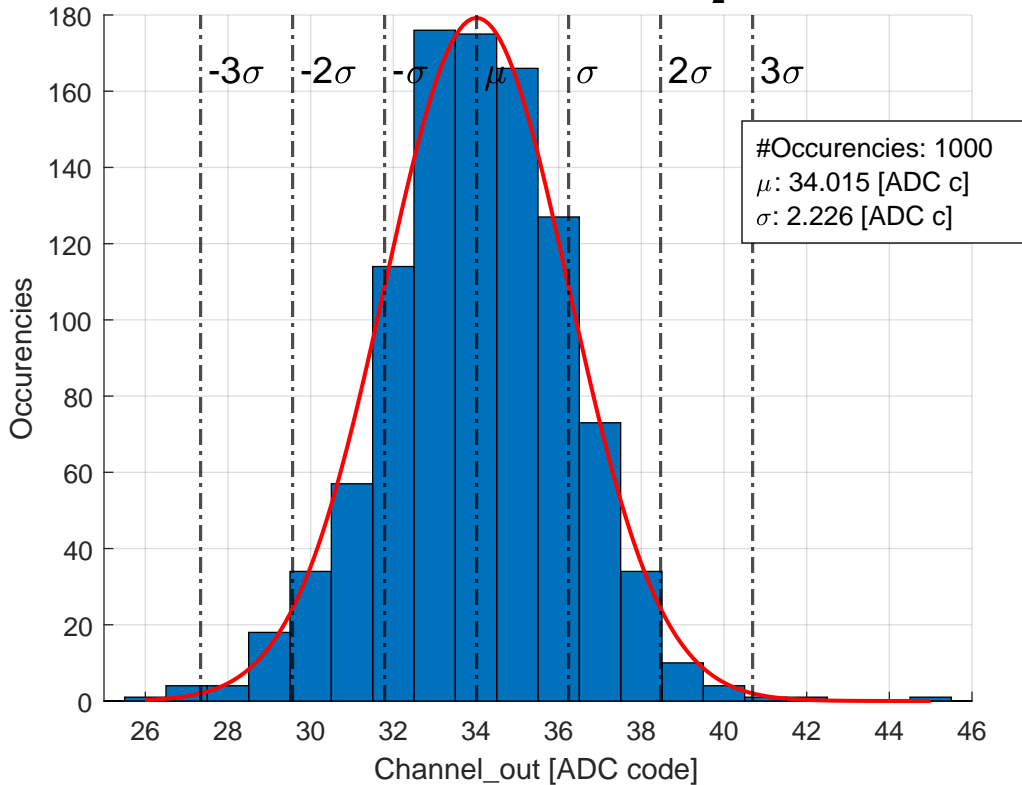 180
160
140
120
100
80
60
40
20
0
Occurencies
-3σ -2σ -σ μ σ 2σ 3σ
#Occurencies: 1000
μ: 34.015 [ADC c]
σ: 2.226 [ADC c]
26 28 30 32 34 36 38 40 42 44 46
Channel_out [ADC code]